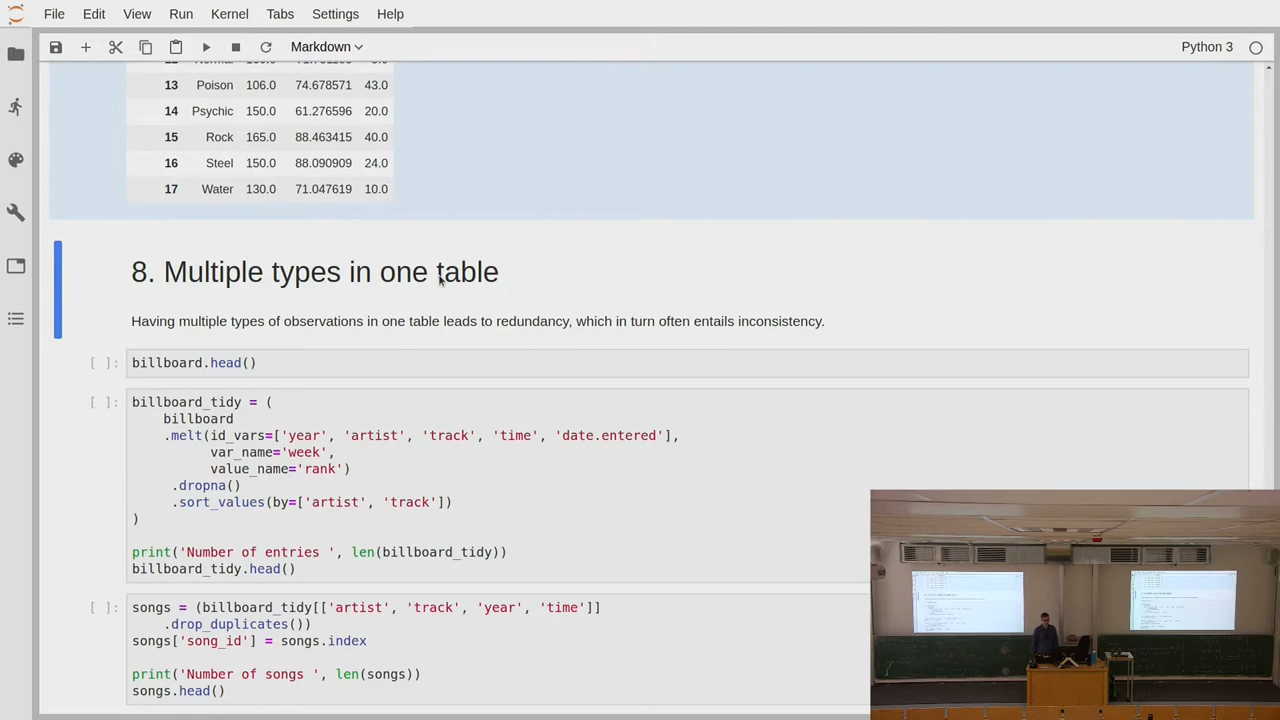 File Edit View Run Kernel Tabs Settings Help
Markdown Python 3
13 Poison 106.0 74.678571 43.0
14 Psychic 150.0 61.276596 20.0
15 Rock 165.0 88.463415 40.0
16 Steel 150.0 88.090909 24.0
17 Water 130.0 71.047619 10.0
8. Multiple types in one table
Having multiple types of observations in one table leads to redundancy, which in turn often entails inconsistency.
[ ]: billboard.head()
[ ]: billboard_tidy = (
billboard
.melt(id_vars=['year', 'artist', 'track', 'time', 'date.entered'],
var_name='week',
value_name='rank')
.dropna()
.sort_values(by=['artist', 'track'])
)
print('Number of entries ', len(billboard_tidy))
billboard_tidy.head()
[ ]: songs = (billboard_tidy[['artist', 'track', 'year', 'time']]
.drop_duplicates())
songs['song_id'] = songs.index
print('Number of songs ', len(songs))
songs.head()